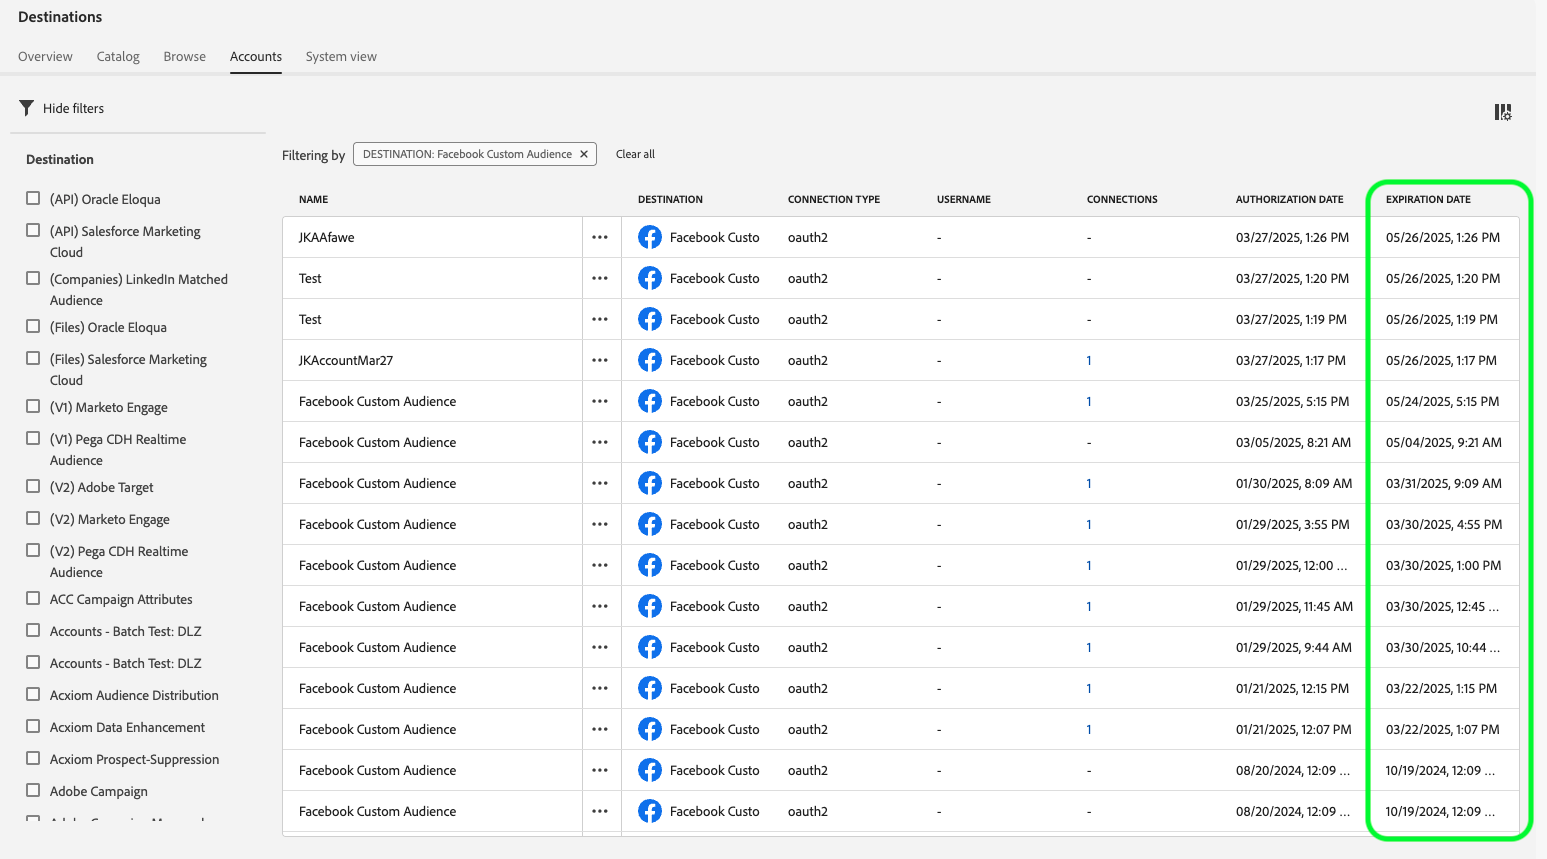 Destinations
Overview Catalog Browse Accounts System view
Hide filters
Destination
(API) Oracle Eloqua
(API) Salesforce Marketing
Cloud
(Companies) LinkedIn Matched
Audience
(Files) Oracle Eloqua
(Files) Salesforce Marketing
Cloud
(V1) Marketo Engage
(V1) Pega CDH Realtime
Audience
(V2) Adobe Target
(V2) Marketo Engage
(V2) Pega CDH Realtime
Audience
ACC Campaign Attributes
Accounts - Batch Test: DLZ
Accounts - Batch Test: DLZ
Acxiom Audience Distribution
Acxiom Data Enhancement
Acxiom Prospect-Suppression
Adobe Campaign
Filtering by DESTINATION: Facebook Custom Audience Clear all
NAME DESTINATION CONNECTION TYPE USERNAME CONNECTIONS AUTHORIZATION DATE EXPIRATION DATE
JKAAfawe ••• Facebook Custo oauth2 - - 03/27/2025, 1:26 PM 05/26/2025, 1:26 PM
Test ••• Facebook Custo oauth2 - - 03/27/2025, 1:20 PM 05/26/2025, 1:20 PM
Test ••• Facebook Custo oauth2 - - 03/27/2025, 1:19 PM 05/26/2025, 1:19 PM
JKAccountMar27 ••• Facebook Custo oauth2 - 1 03/27/2025, 1:17 PM 05/26/2025, 1:17 PM
Facebook Custom Audience ••• Facebook Custo oauth2 - 1 03/25/2025, 5:15 PM 05/24/2025, 5:15 PM
Facebook Custom Audience ••• Facebook Custo oauth2 - - 03/05/2025, 8:21 AM 05/04/2025, 9:21 AM
Facebook Custom Audience ••• Facebook Custo oauth2 - 1 01/30/2025, 8:09 AM 03/31/2025, 9:09 AM
Facebook Custom Audience ••• Facebook Custo oauth2 - 1 01/29/2025, 3:55 PM 03/30/2025, 4:55 PM
Facebook Custom Audience ••• Facebook Custo oauth2 - 1 01/29/2025, 12:00 ... 03/30/2025, 1:00 PM
Facebook Custom Audience ••• Facebook Custo oauth2 - 1 01/29/2025, 11:45 AM 03/30/2025, 12:45 ...
Facebook Custom Audience ••• Facebook Custo oauth2 - 1 01/29/2025, 9:44 AM 03/30/2025, 10:44 ...
Facebook Custom Audience ••• Facebook Custo oauth2 - 1 01/21/2025, 12:15 PM 03/22/2025, 1:15 PM
Facebook Custom Audience ••• Facebook Custo oauth2 - 1 01/21/2025, 12:07 PM 03/22/2025, 1:07 PM
Facebook Custom Audience ••• Facebook Custo oauth2 - - 08/20/2024, 12:09 ... 10/19/2024, 12:09 ...
Facebook Custom Audience ••• Facebook Custo oauth2 - - 08/20/2024, 12:09 ... 10/19/2024, 12:09 ...